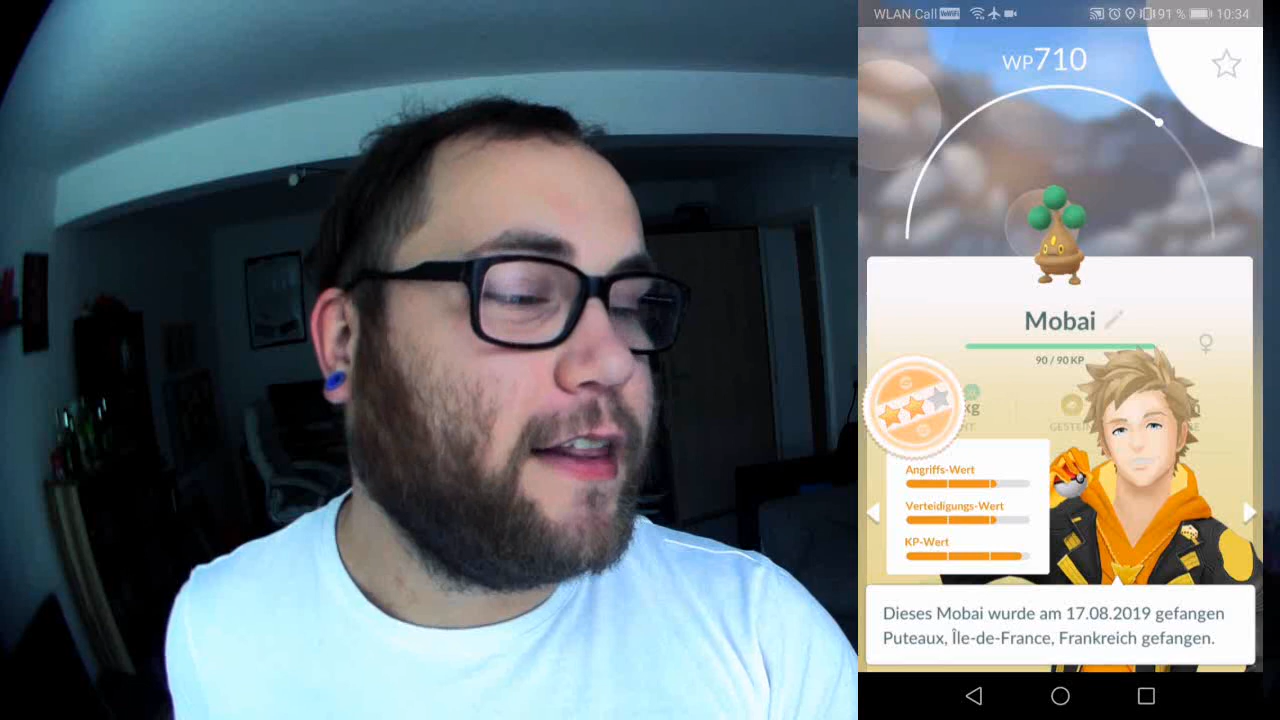 WLAN Call
91 % 10:34
WP710
Mobai
90 / 90 KP
kg
Angriffs-Wert
Verteidigungs-Wert
KP-Wert
Dieses Mobai wurde am 17.08.2019 gefangen
Puteaux, Île-de-France, Frankreich gefangen.